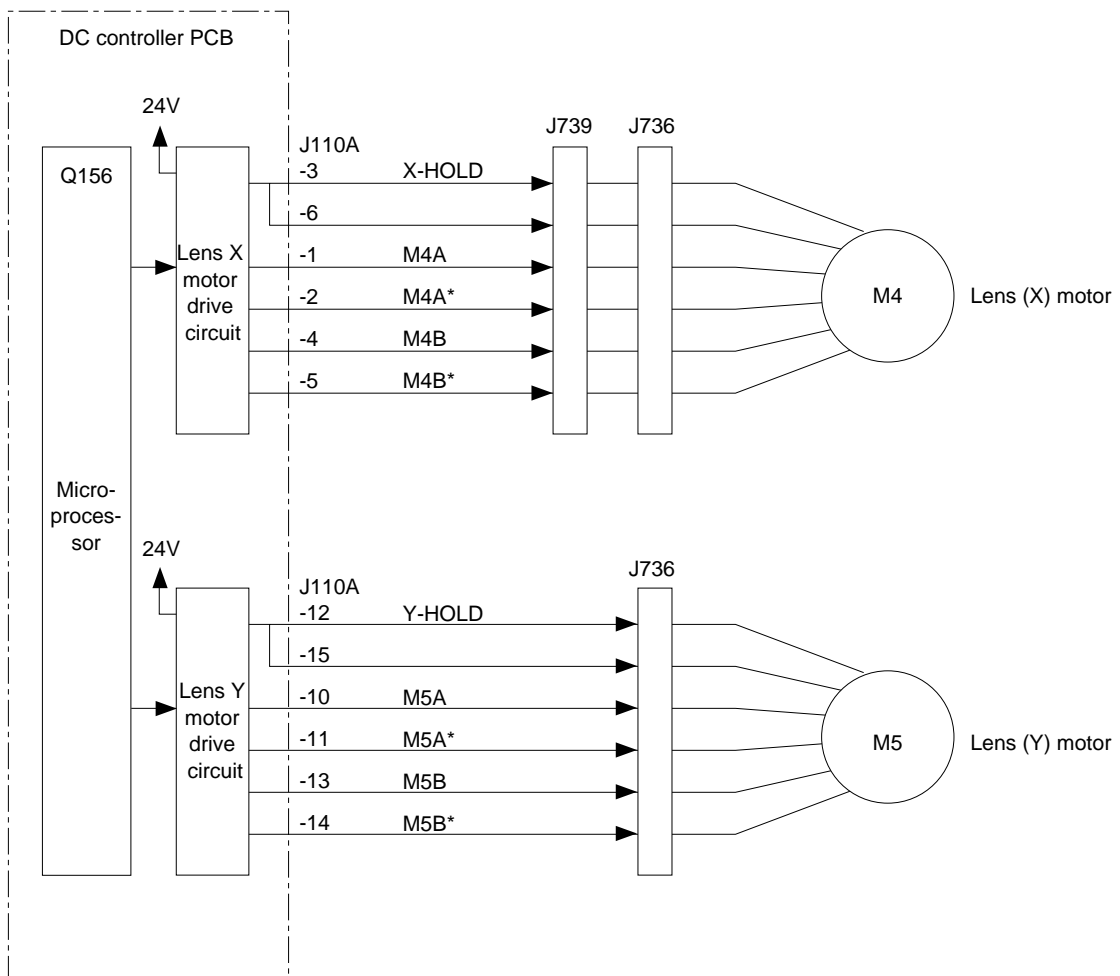 DC controller PCB
24V
J739
J736
J110A
Q156
-3
X-HOLD
-6
Lens X
motor
drive
circuit
-1
M4A
-2
M4A*
-4
M4B
-5
M4B*
M4
Lens (X) motor
Micro-
proces-
sor
24V
J736
J110A
-12
Y-HOLD
-15
Lens Y
motor
drive
circuit
-10
M5A
-11
M5A*
-13
M5B
-14
M5B*
M5
Lens (Y) motor